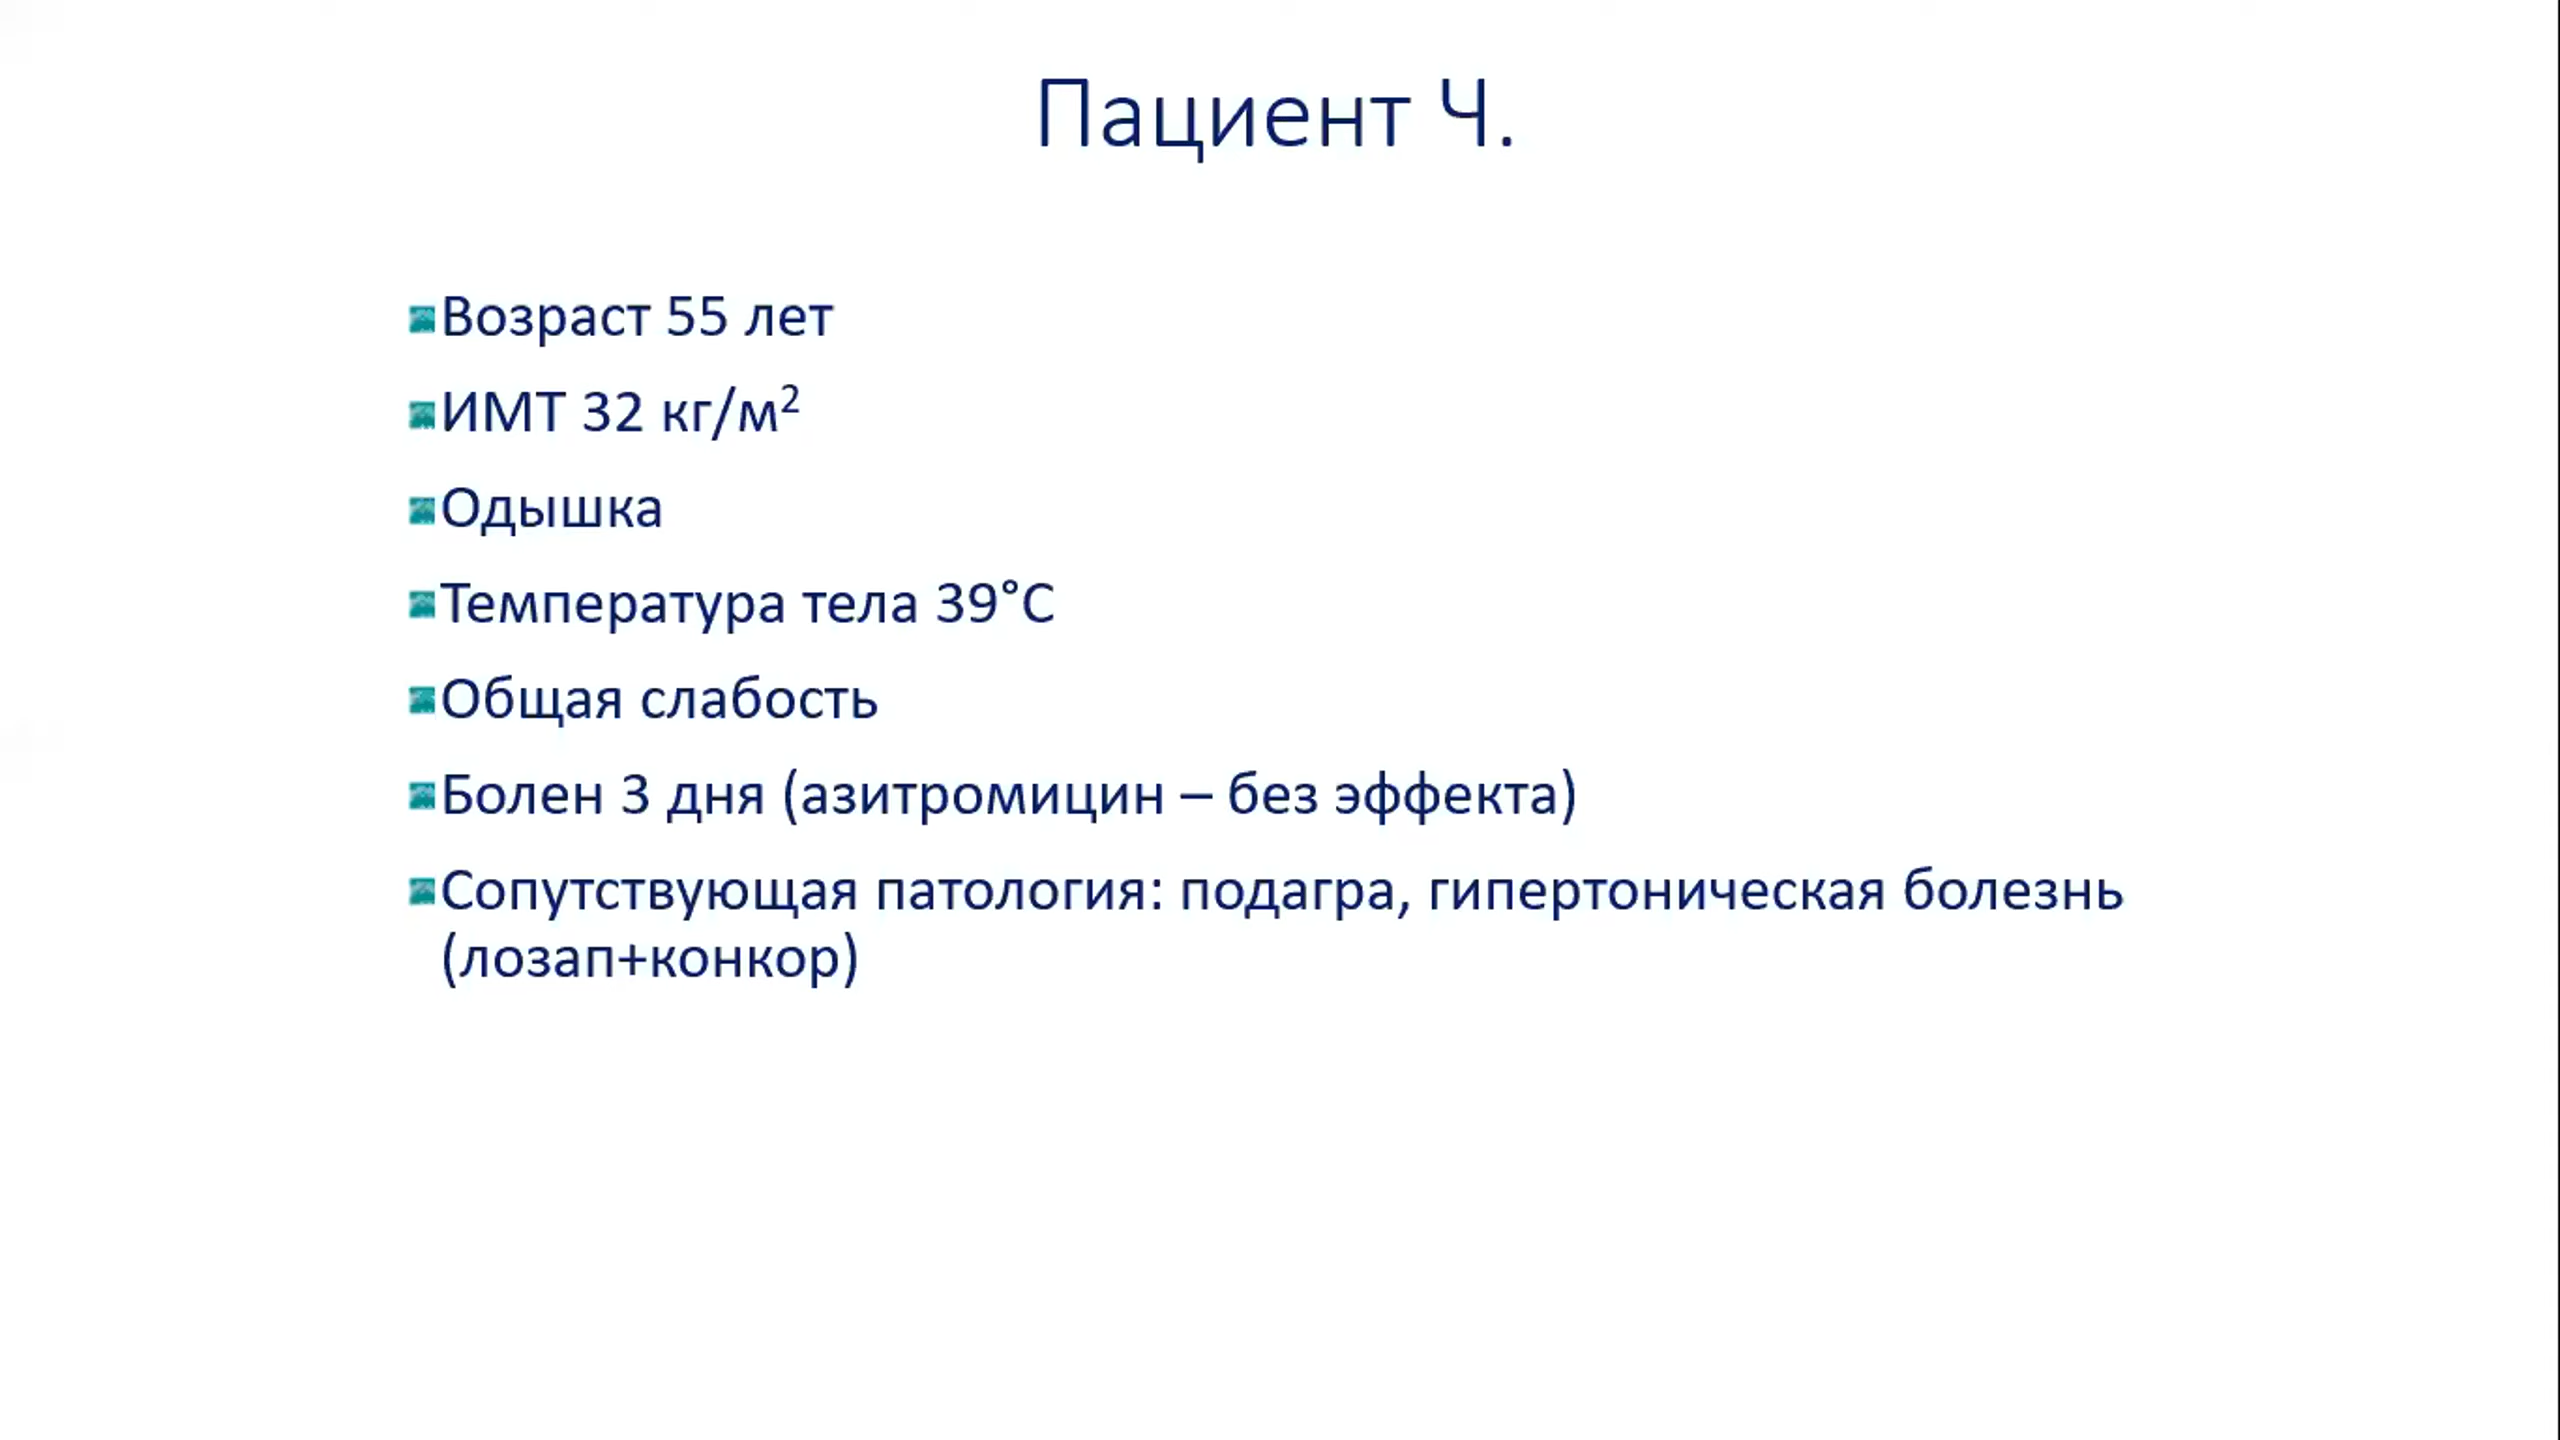 Пациент Ч.
Возраст 55 лет
ИМТ 32 кг/м²
Одышка
Температура тела 39°С
Общая слабость
Болен 3 дня (азитромицин – без эффекта)
Сопутствующая патология: подагра, гипертоническая болезнь
(лозап+конкор)